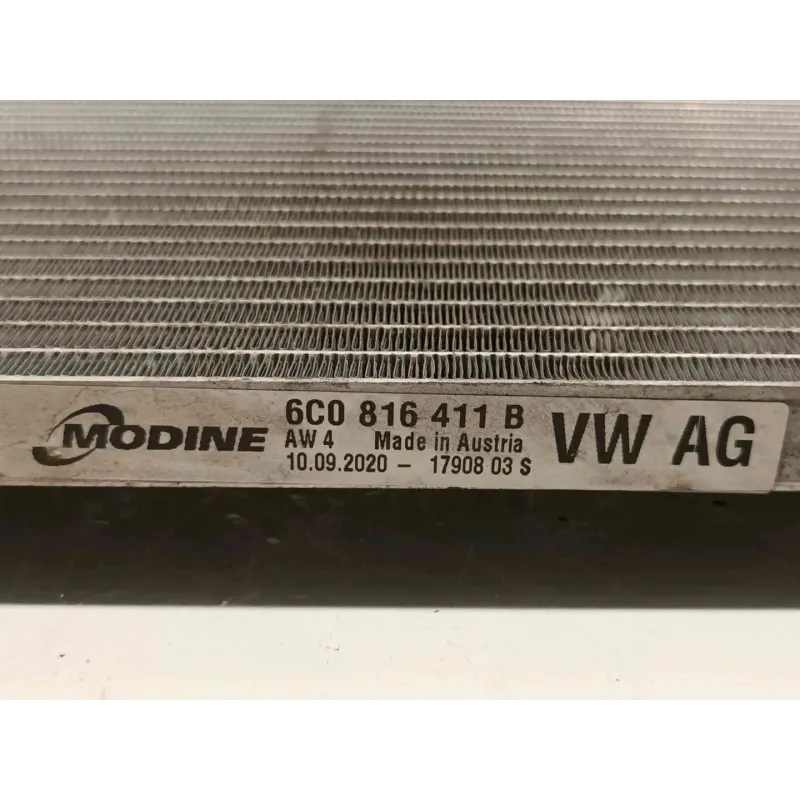 MODINE
6C0 816 411 B
AW 4 Made in Austria
10.09.2020 – 17908 03 S
VW AG